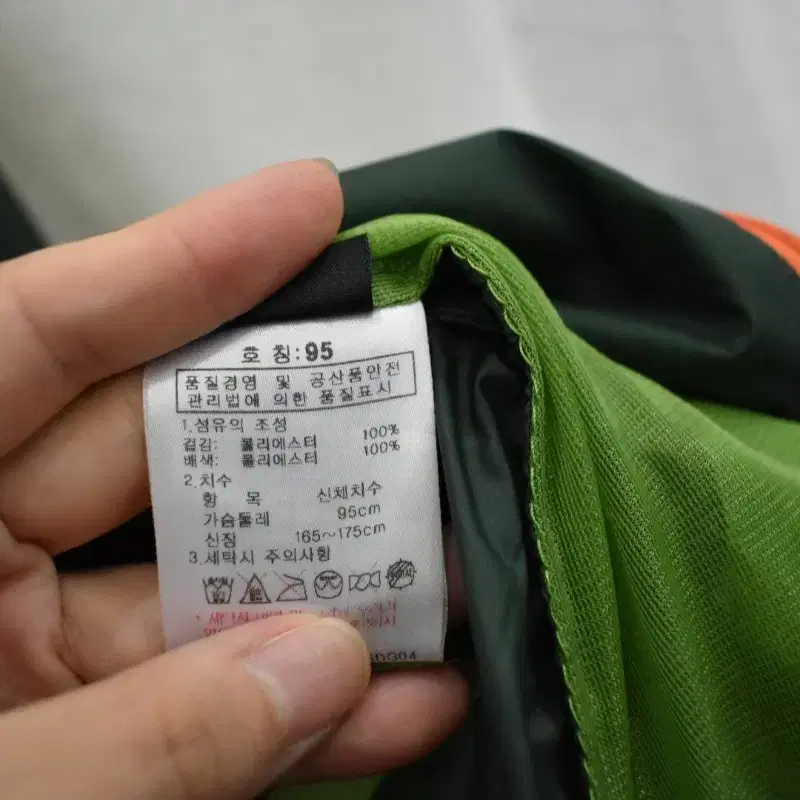 호 칭:95
품질경영 및 공산품안전
관리법에 의한 품질표시
1.섬유의 조성
겉감: 폴리에스터 100%
배색: 폴리에스터 100%
2.치수
항 목 신체치수
가슴둘레 95cm
신장 165~175cm
3.세탁시 주의사항